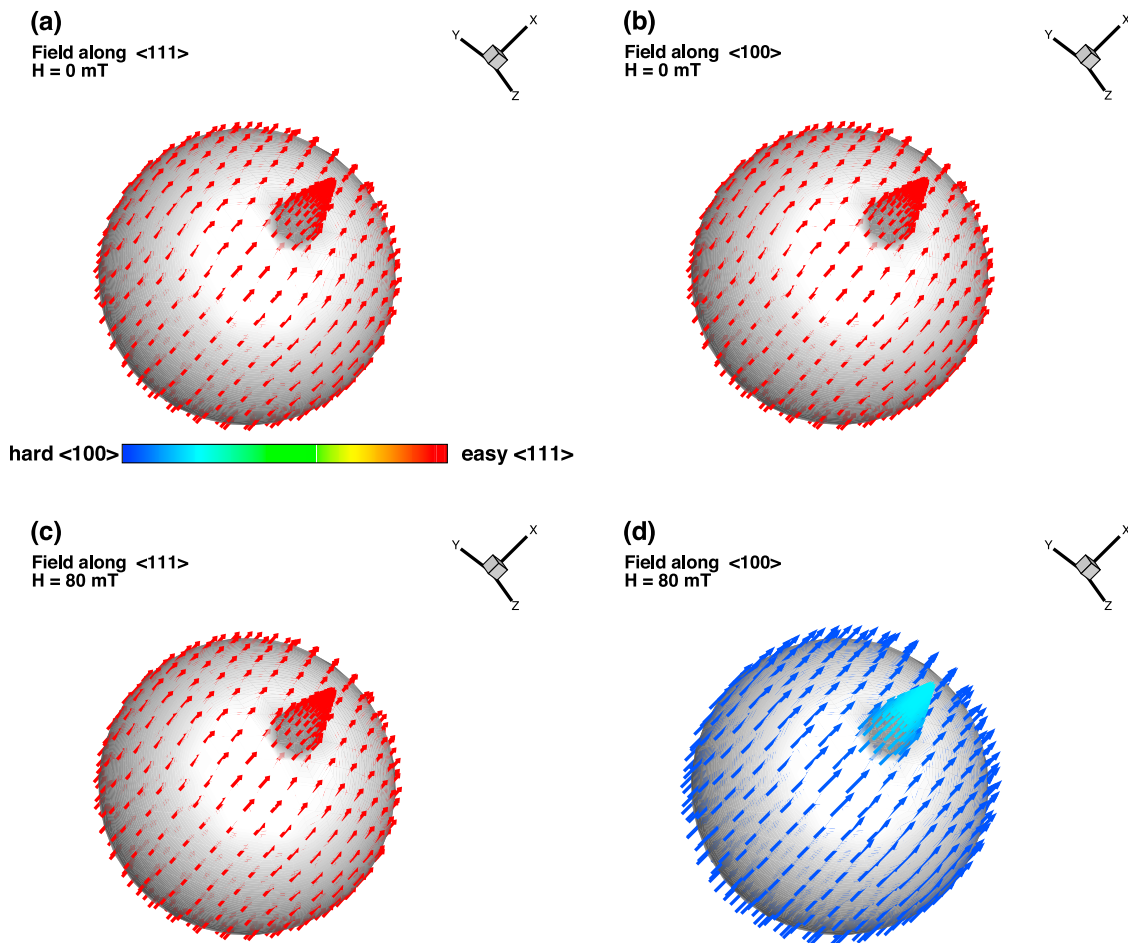 (a)
Field along <111>
H = 0 mT
X
Y
Z
(b)
Field along <100>
H = 0 mT
X
Y
Z
hard <100>
easy <111>
(c)
Field along <111>
H = 80 mT
X
Y
Z
(d)
Field along <100>
H = 80 mT
X
Y
Z